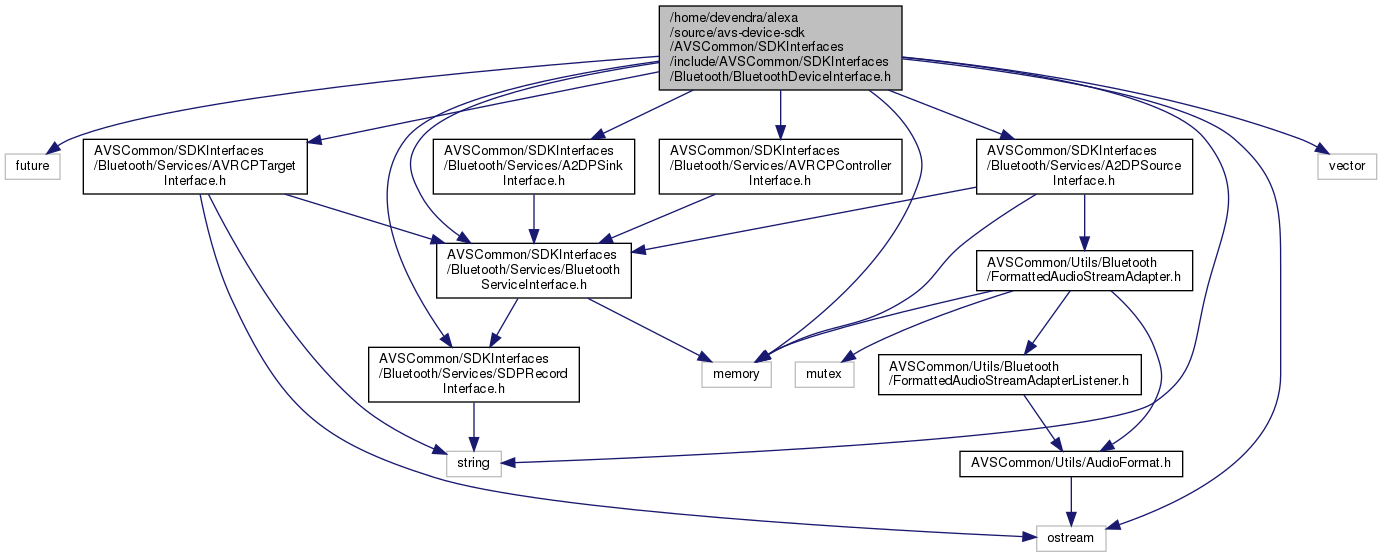 /home/devendra/alexa
/source/avs-device-sdk
/AVSCommon/SDKInterfaces
/include/AVSCommon/SDKInterfaces
/Bluetooth/BluetoothDeviceInterface.h
future
AVSCommon/SDKInterfaces
/Bluetooth/Services/AVRCPTarget
Interface.h
AVSCommon/SDKInterfaces
/Bluetooth/Services/A2DPSink
Interface.h
AVSCommon/SDKInterfaces
/Bluetooth/Services/AVRCPController
Interface.h
AVSCommon/SDKInterfaces
/Bluetooth/Services/A2DPSource
Interface.h
vector
AVSCommon/SDKInterfaces
/Bluetooth/Services/Bluetooth
ServiceInterface.h
AVSCommon/Utils/Bluetooth
/FormattedAudioStreamAdapter.h
AVSCommon/SDKInterfaces
/Bluetooth/Services/SDPRecord
Interface.h
memory
mutex
AVSCommon/Utils/Bluetooth
/FormattedAudioStreamAdapterListener.h
string
AVSCommon/Utils/AudioFormat.h
ostream